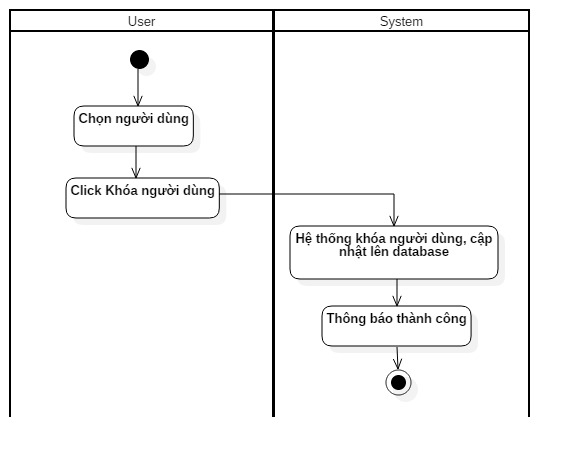 User
System
Chọn người dùng
Click Khóa người dùng
Hệ thống khóa người dùng, cập
nhật lên database
Thông báo thành công